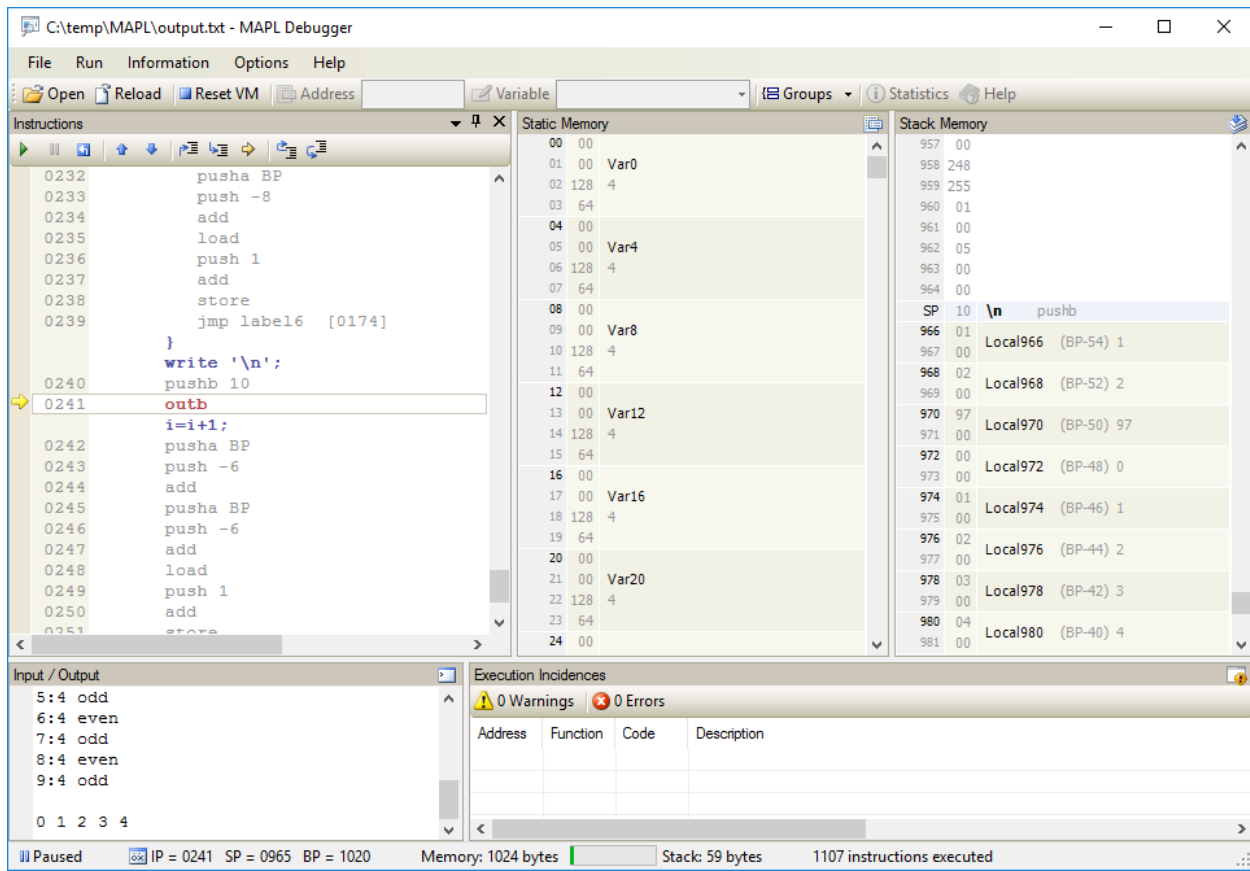 C:\temp\MAPL\output.txt - MAPL Debugger
File Run Information Options Help
Open Reload Reset VM Address Variable Groups Statistics Help
Instructions
0232 pusha BP
0233 push -8
0234 add
0235 load
0236 push 1
0237 add
0238 store
0239 jmp label6 [0174]
}
write '\n';
0240 pushb 10
0241 outb
i=i+1;
0242 pusha BP
0243 push -6
0244 add
0245 pusha BP
0246 push -6
0247 add
0248 load
0249 push 1
0250 add
0251 store
Static Memory
00 00
01 00 Var0
02 128 4
03 64
04 00
05 00 Var4
06 128 4
07 64
08 00
09 00 Var8
10 128 4
11 64
12 00
13 00 Var12
14 128 4
15 64
16 00
17 00 Var16
18 128 4
19 64
20 00
21 00 Var20
22 128 4
23 64
24 00
Stack Memory
957 00
958 248
959 255
960 01
961 00
962 05
963 00
964 00
SP 10 \n pushb
966 01
Local966 (BP-54) 1
967 00
968 02
Local968 (BP-52) 2
969 00
970 97
Local970 (BP-50) 97
971 00
972 00
Local972 (BP-48) 0
973 00
974 01
Local974 (BP-46) 1
975 00
976 02
Local976 (BP-44) 2
977 00
978 03
Local978 (BP-42) 3
979 00
980 04
Local980 (BP-40) 4
981 00
Input / Output
5:4 odd
6:4 even
7:4 odd
8:4 even
9:4 odd
0 1 2 3 4
Execution Incidences
0 Warnings 0 Errors
Address Function Code Description
Paused IP = 0241 SP = 0965 BP = 1020 Memory: 1024 bytes Stack: 59 bytes 1107 instructions executed